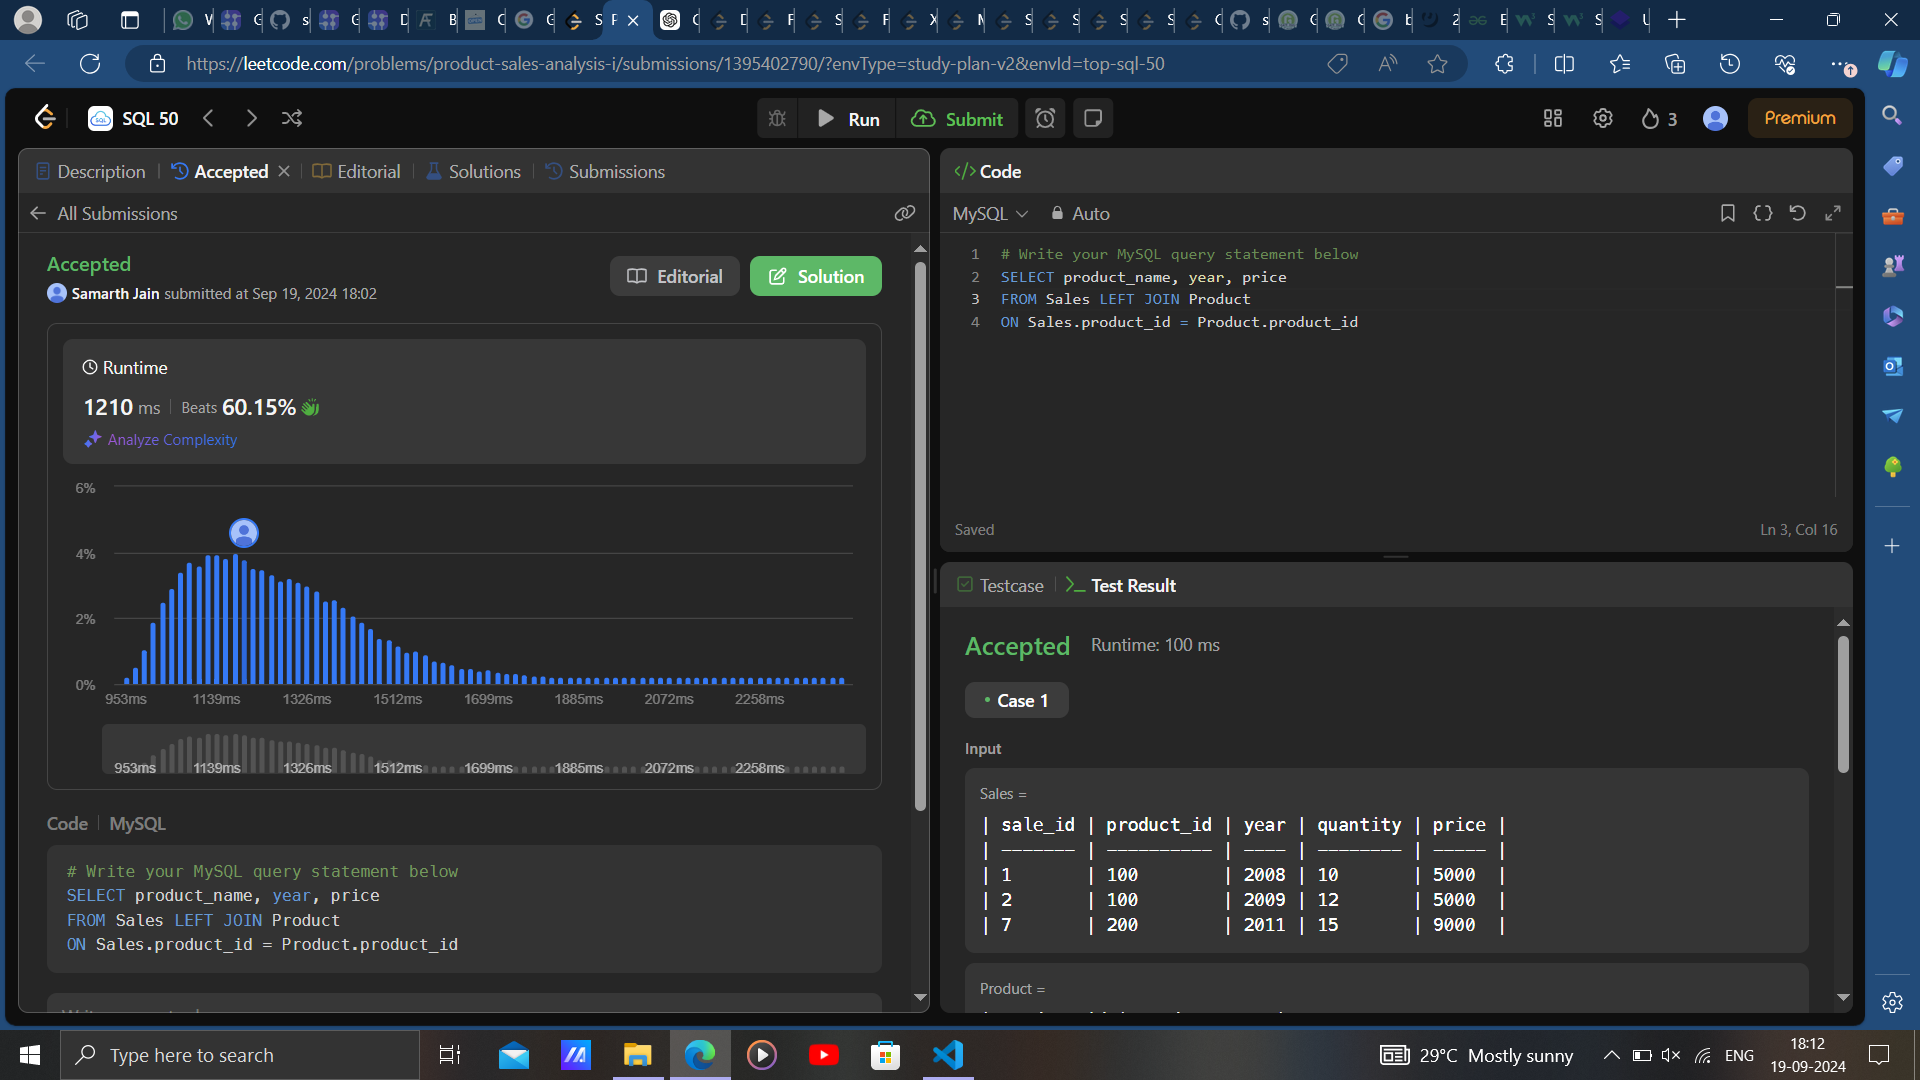 https://leetcode.com/problems/product-sales-analysis-i/submissions/1395402790/?envType=study-plan-v2&envId=top-sql-50
SQL 50
Run
Submit
3
Premium
Description
Accepted
Editorial
Solutions
Submissions
All Submissions
Accepted
Samarth Jain submitted at Sep 19, 2024 18:02
Editorial
Solution
Runtime
1210 ms
Beats 60.15%
Analyze Complexity
6%
4%
2%
0%
953ms 1139ms 1326ms 1512ms 1699ms 1885ms 2072ms 2258ms
953ms 1139ms 1326ms 1512ms 1699ms 1885ms 2072ms 2258ms
Code MySQL
# Write your MySQL query statement below
SELECT product_name, year, price
FROM Sales LEFT JOIN Product
ON Sales.product_id = Product.product_id
</> Code
MySQL
Auto
1 # Write your MySQL query statement below
2 SELECT product_name, year, price
3 FROM Sales LEFT JOIN Product
4 ON Sales.product_id = Product.product_id
Saved
Ln 3, Col 16
Testcase
Test Result
Accepted
Runtime: 100 ms
• Case 1
Input
Sales =
| sale_id | product_id | year | quantity | price |
| ------- | ---------- | ---- | -------- | ----- |
| 1 | 100 | 2008 | 10 | 5000 |
| 2 | 100 | 2009 | 12 | 5000 |
| 7 | 200 | 2011 | 15 | 9000 |
Product =
Type here to search
29°C Mostly sunny
ENG
18:12
19-09-2024